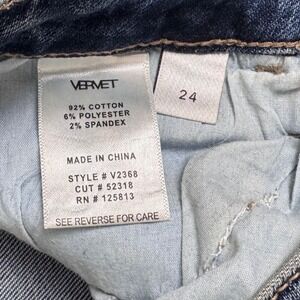 VERVET
92% COTTON
6% POLYESTER
2% SPANDEX
MADE IN CHINA
STYLE # V2368
CUT # 52318
RN # 125813
SEE REVERSE FOR CARE
24